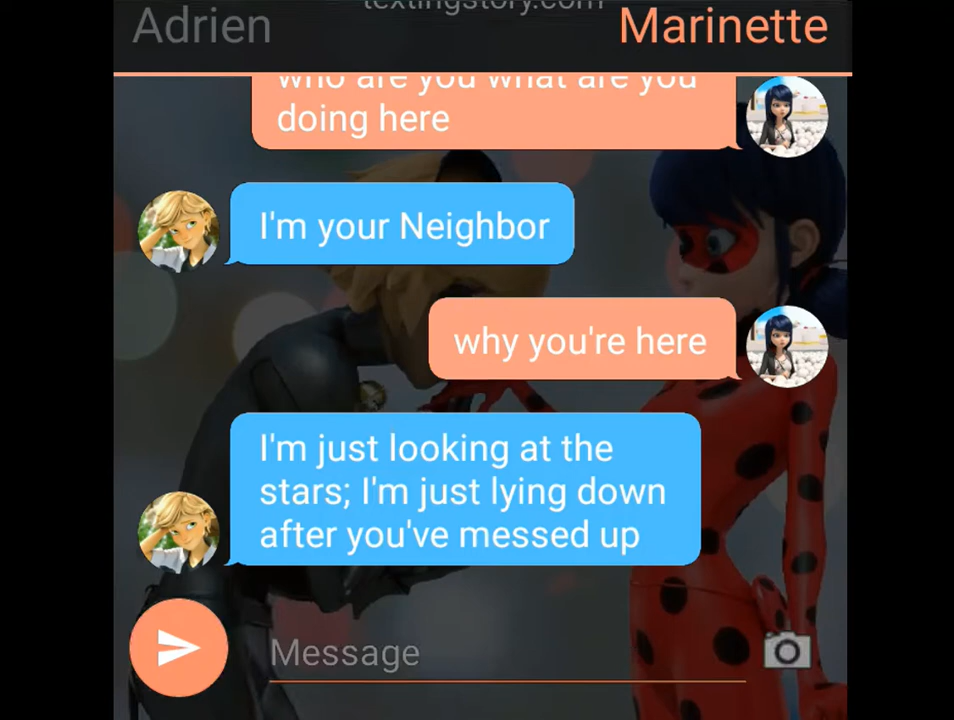 textingstory.com
Adrien
Marinette
who are you what are you
doing here
I'm your Neighbor
why you're here
I'm just looking at the
stars; I'm just lying down
after you've messed up
Message